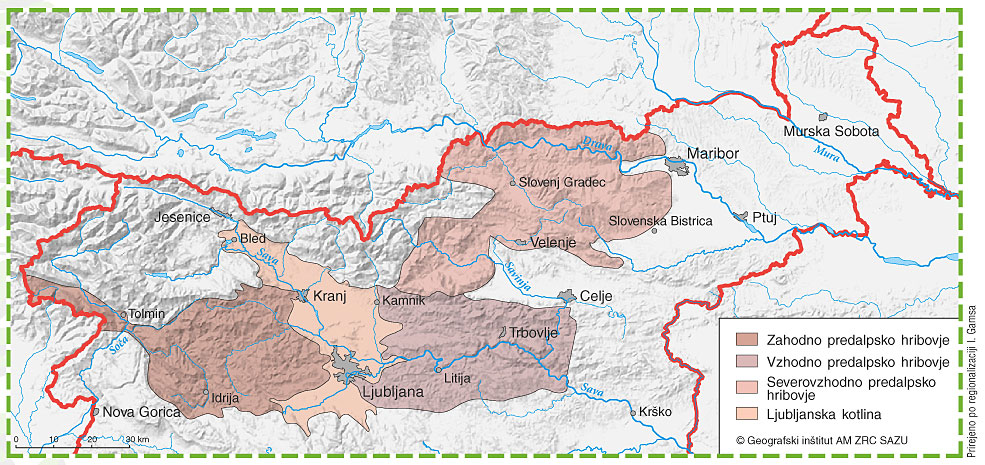 Murska Sobota
Mura
Drava
Maribor
Slovenj Gradec
Jesenice
Slovenska Bistrica
Ptuj
Bled
Velenje
Sava
Savinja
Kranj
Kamnik
Celje
Tolmin
Trbovlje
Soča
Litija
Ljubljana
Sava
Idrija
Nova Gorica
Krško
0 10 20 30 km
Zahodno predalpsko hribovje
Vzhodno predalpsko hribovje
Severovzhodno predalpsko
hribovje
Ljubljanska kotlina
© Geografski inštitut AM ZRC SAZU
Prirejeno po regionalizaciji I. Gamsa